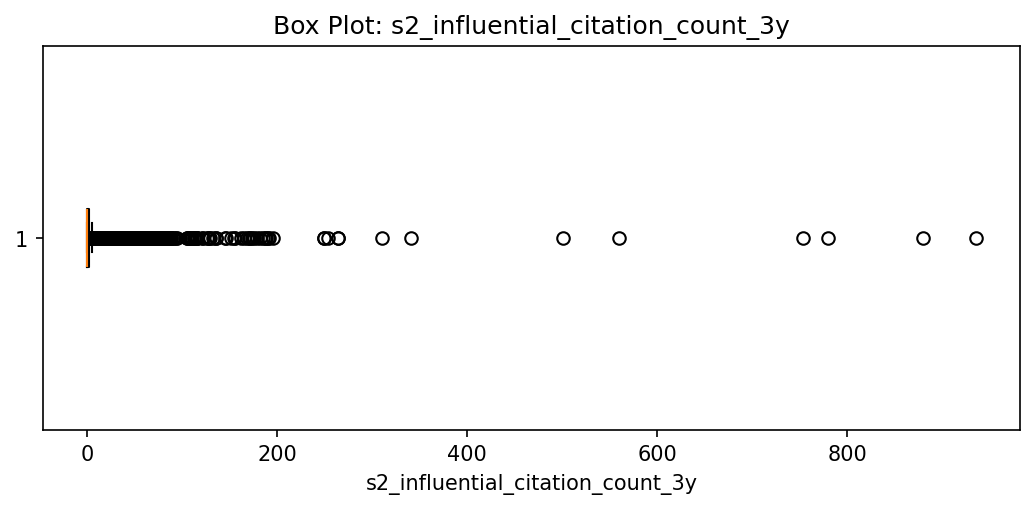 Box Plot: s2_influential_citation_count_3y
1
0 200 400 600 800
s2_influential_citation_count_3y